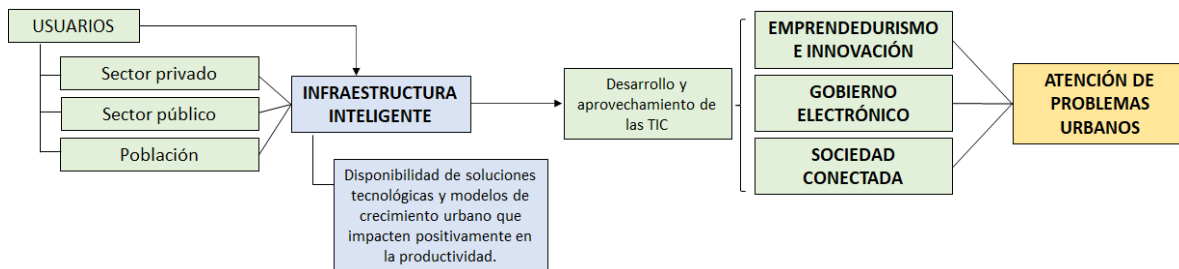 USUARIOS
Sector privado
Sector público
Población
INFRAESTRUCTURA
INTELIGENTE
Disponibilidad de soluciones
tecnológicas y modelos de
crecimiento urbano que
impacten positivamente en
la productividad.
Desarrollo y
aprovechamiento de
las TIC
EMPRENDEDURISMO
E INNOVACIÓN
GOBIERNO
ELECTRÓNICO
SOCIEDAD
CONECTADA
ATENCIÓN DE
PROBLEMAS
URBANOS